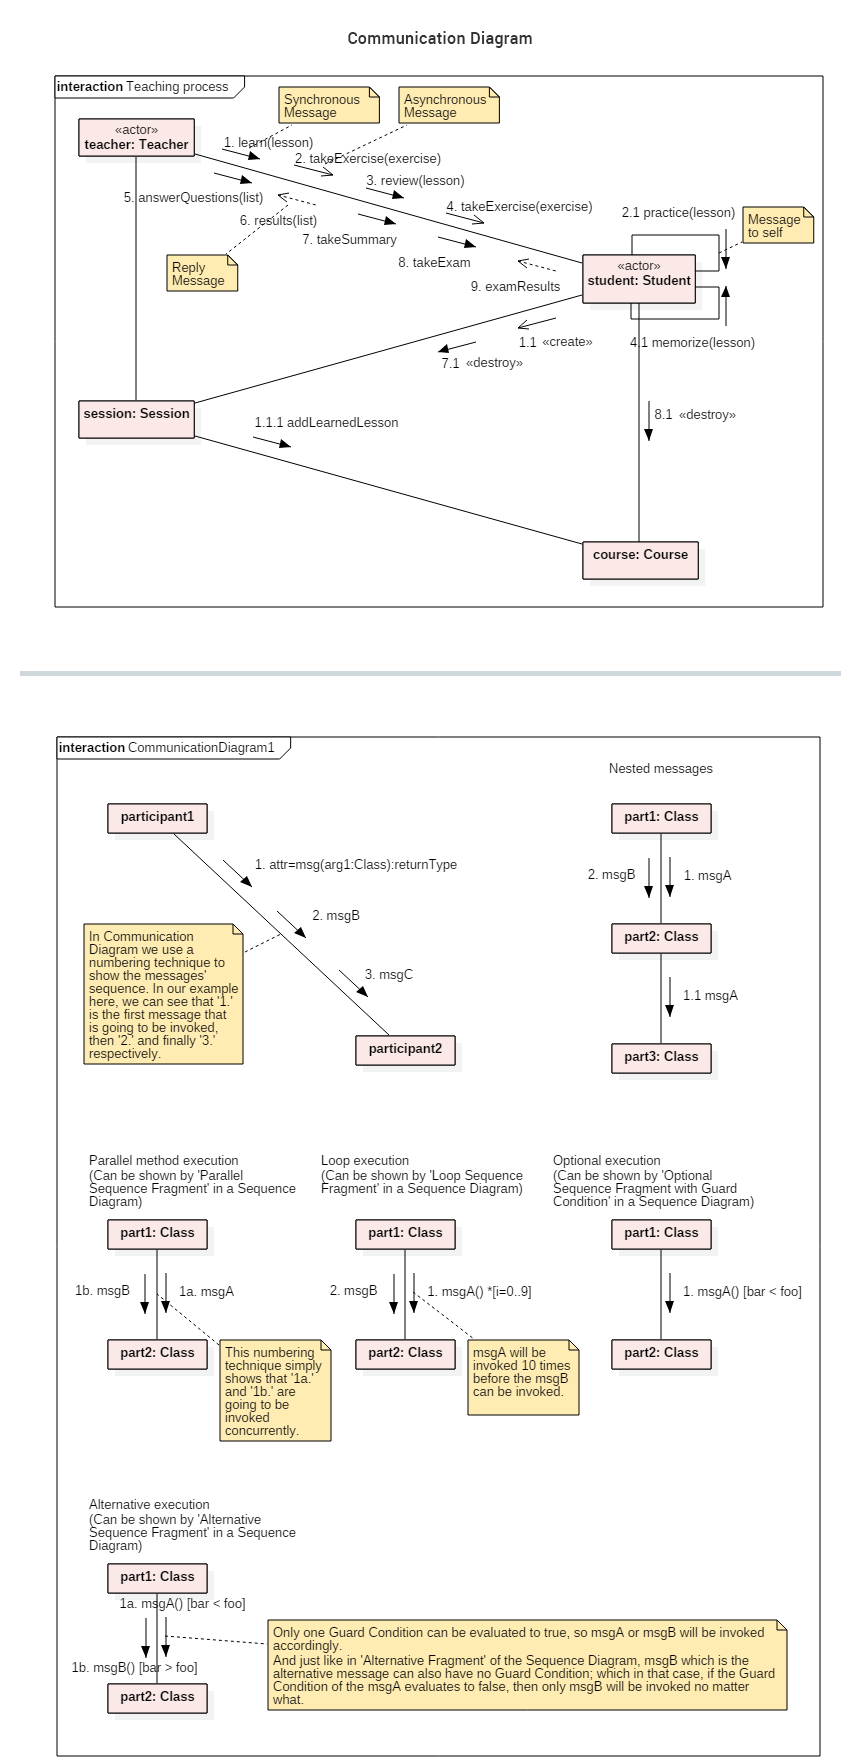 Communication Diagram
interaction Teaching process
Synchronous
Message
Asynchronous
Message
«actor»
teacher: Teacher
1. learn(lesson)
2. takeExercise(exercise)
3. review(lesson)
4. takeExercise(exercise)
5. answerQuestions(list)
6. results(list)
7. takeSummary
8. takeExam
9. examResults
Reply
Message
2.1 practice(lesson)
Message
to self
«actor»
student: Student
1.1 «create»
4.1 memorize(lesson)
7.1 «destroy»
session: Session
1.1.1 addLearnedLesson
8.1 «destroy»
course: Course
interaction CommunicationDiagram1
Nested messages
participant1
1. attr=msg(arg1:Class):returnType
2. msgB
3. msgC
In Communication
Diagram we use a
numbering technique to
show the messages'
sequence. In our example
here, we can see that '1.'
is the first message that
is going to be invoked,
then '2.' and finally '3.'
respectively.
participant2
part1: Class
2. msgB
1. msgA
part2: Class
1.1 msgA
part3: Class
Parallel method execution
(Can be shown by 'Parallel
Sequence Fragment' in a Sequence
Diagram)
part1: Class
1b. msgB
1a. msgA
part2: Class
This numbering
technique simply
shows that '1a.'
and '1b.' are
going to be
invoked
concurrently.
Loop execution
(Can be shown by 'Loop Sequence
Fragment' in a Sequence Diagram)
part1: Class
2. msgB
1. msgA() *[i=0..9]
part2: Class
msgA will be
invoked 10 times
before the msgB
can be invoked.
Optional execution
(Can be shown by 'Optional
Sequence Fragment with Guard
Condition' in a Sequence Diagram)
part1: Class
1. msgA() [bar < foo]
part2: Class
Alternative execution
(Can be shown by 'Alternative
Sequence Fragment' in a Sequence
Diagram)
part1: Class
1a. msgA() [bar < foo]
1b. msgB() [bar > foo]
part2: Class
Only one Guard Condition can be evaluated to true, so msgA or msgB will be invoked
accordingly.
And just like in 'Alternative Fragment' of the Sequence Diagram, msgB which is the
alternative message can also have no Guard Condition; which in that case, if the Guard
Condition of the msgA evaluates to false, then only msgB will be invoked no matter
what.